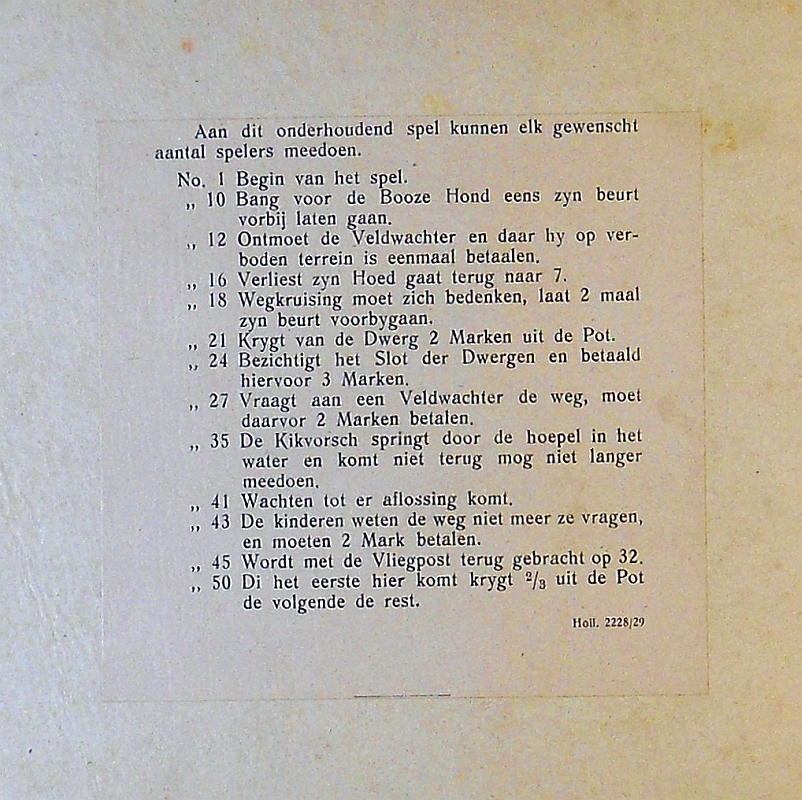 Aan dit onderhoudend spel kunnen elk gewenscht
aantal spelers meedoen.
No. 1 Begin van het spel.
„ 10 Bang voor de Booze Hond eens zyn beurt
vorbij laten gaan.
„ 12 Ontmoet de Veldwachter en daar hy op ver-
boden terrein is eenmaal betaalen.
„ 16 Verliest zyn Hoed gaat terug naar 7.
„ 18 Wegkruising moet zich bedenken, laat 2 maal
zyn beurt voorbygaan.
„ 21 Krygt van de Dwerg 2 Marken uit de Pot.
„ 24 Bezichtigt het Slot der Dwergen en betaald
hiervoor 3 Marken.
„ 27 Vraagt aan een Veldwachter de weg, moet
daarvor 2 Marken betalen.
„ 35 De Kikvorsch springt door de hoepel in het
water en komt niet terug mog niet langer
meedoen.
„ 41 Wachten tot er aflossing komt.
„ 43 De kinderen weten de weg niet meer ze vragen,
en moeten 2 Mark betalen.
„ 45 Wordt met de Vliegpost terug gebracht op 32.
„ 50 Di het eerste hier komt krygt 2/3 uit de Pot
de volgende de rest.
Holl. 2228/29